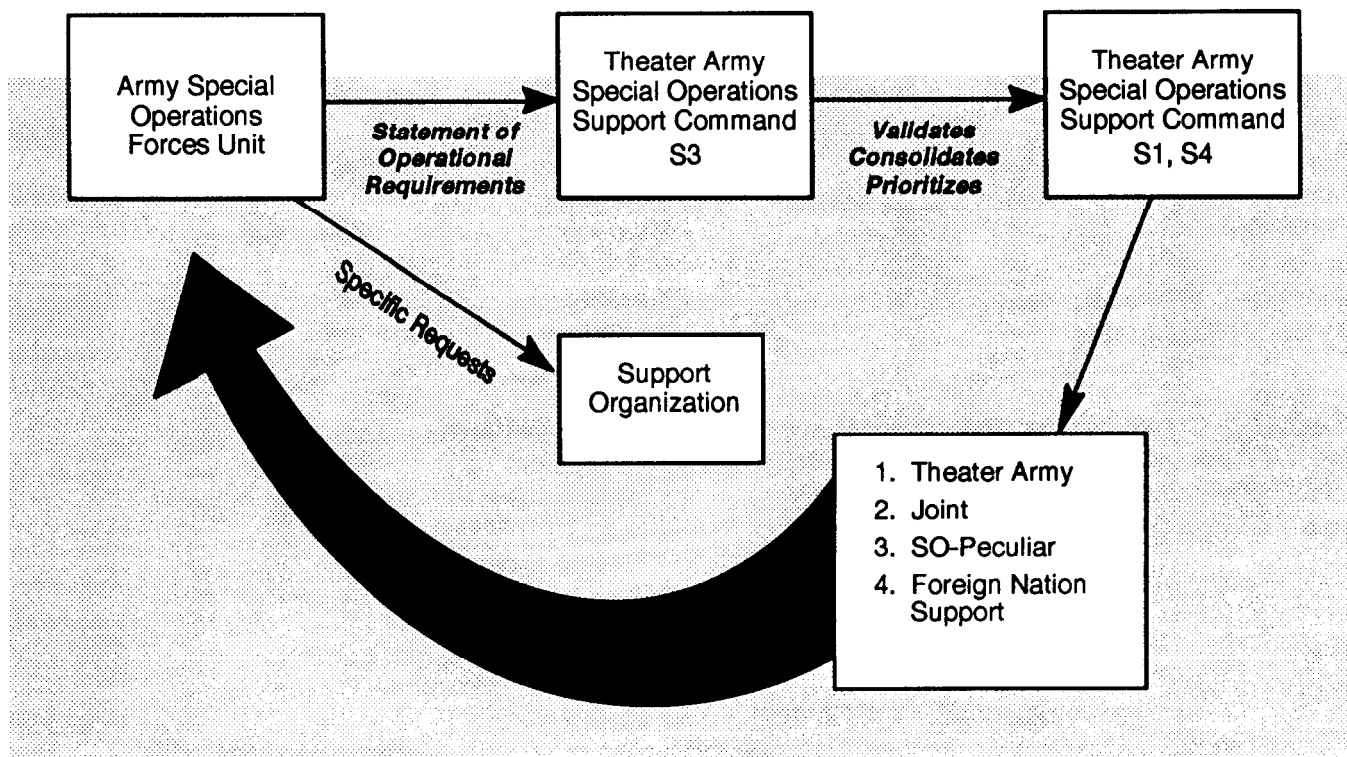 Army Special
Operations
Forces Unit
Statement of
Operational
Requirements
Theater Army
Special Operations
Support Command
S3
Validates
Consolidates
Prioritizes
Theater Army
Special Operations
Support Command
S1, S4
Specific Requests
Support
Organization
1. Theater Army
2. Joint
3. SO-Peculiar
4. Foreign Nation
Support